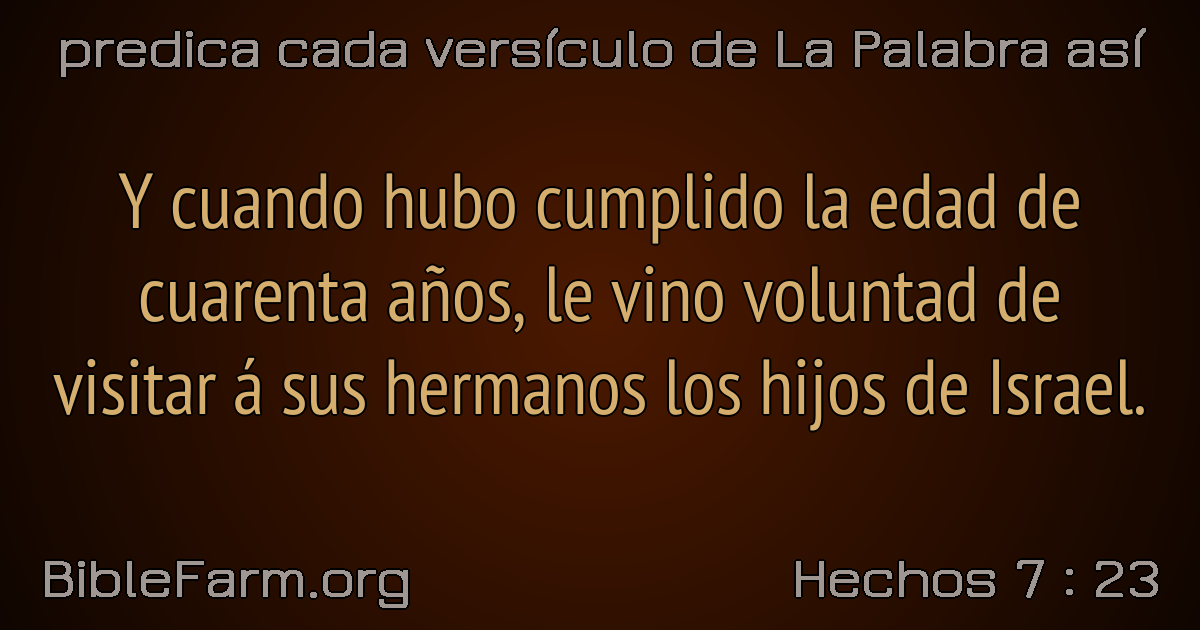 predica cada versículo de La Palabra así
Y cuando hubo cumplido la edad de
cuarenta años, le vino voluntad de
visitar á sus hermanos los hijos de Israel.
BibleFarm.org
Hechos 7 : 23